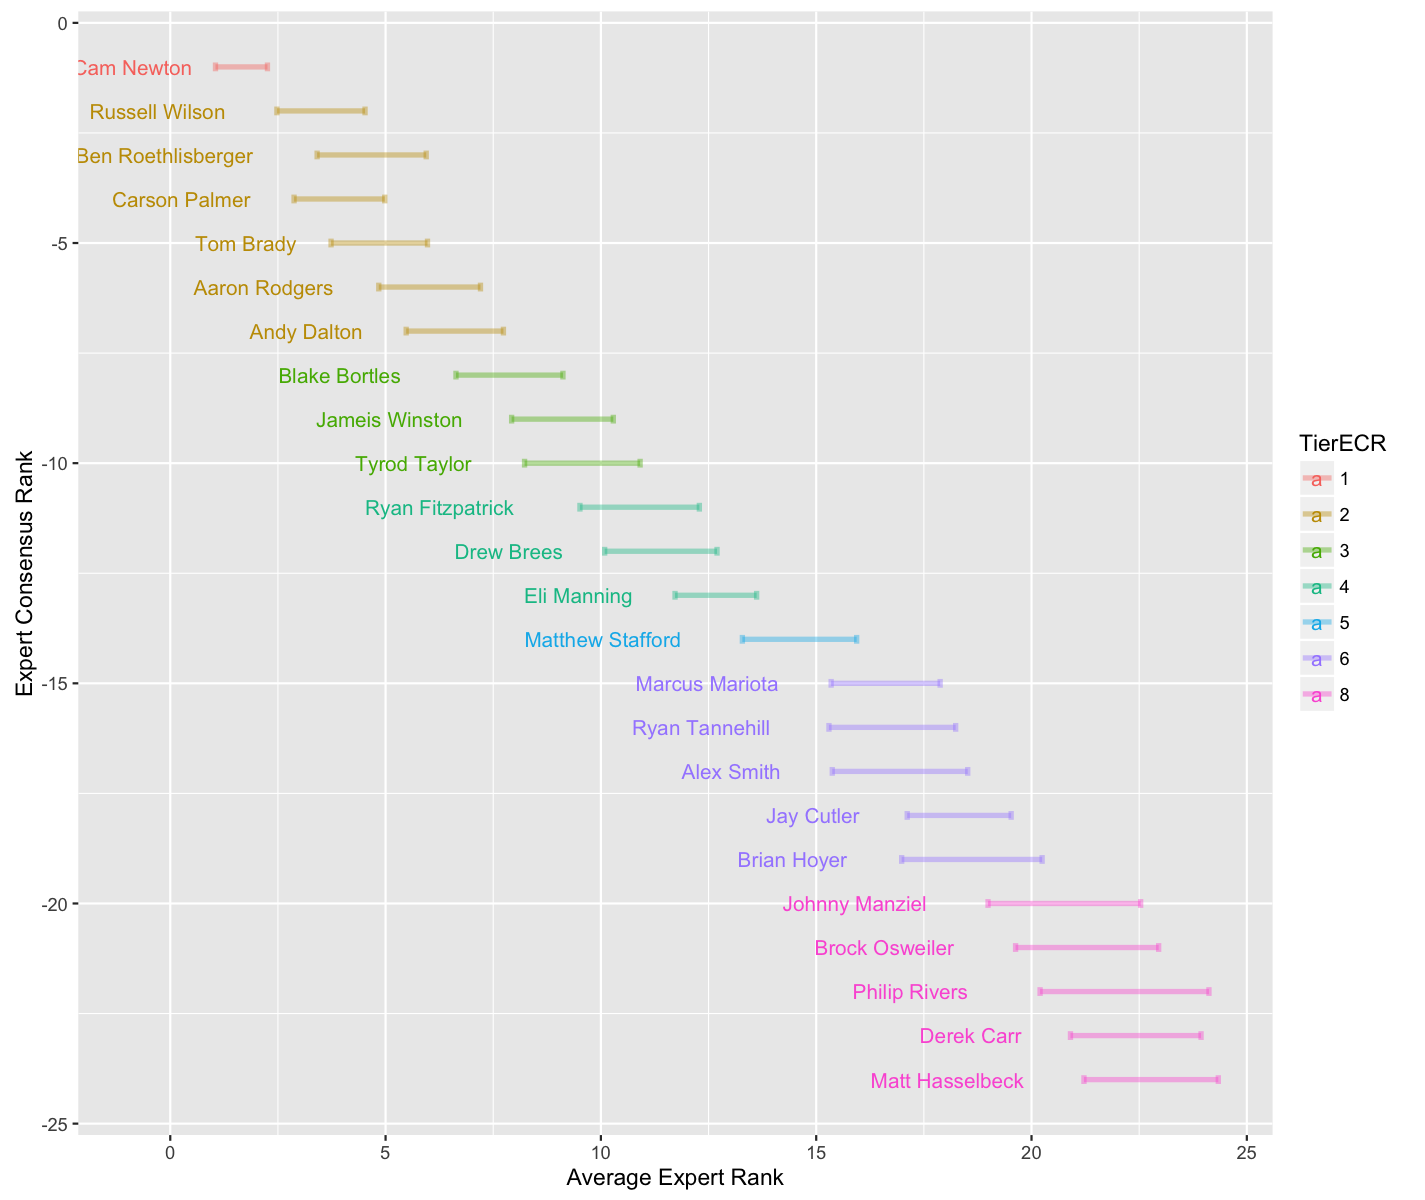 0
Cam Newton
Russell Wilson
Ben Roethlisberger
Carson Palmer
-5
Tom Brady
Aaron Rodgers
Andy Dalton
Blake Bortles
Jameis Winston
-10
Tyrod Taylor
Ryan Fitzpatrick
Drew Brees
Eli Manning
Matthew Stafford
-15
Marcus Mariota
Ryan Tannehill
Alex Smith
Jay Cutler
Brian Hoyer
-20
Johnny Manziel
Brock Osweiler
Philip Rivers
Derek Carr
Matt Hasselbeck
-25
0 5 10 15 20 25
Average Expert Rank
Expert Consensus Rank
TierECR
a 1
a 2
a 3
a 4
a 5
a 6
a 8